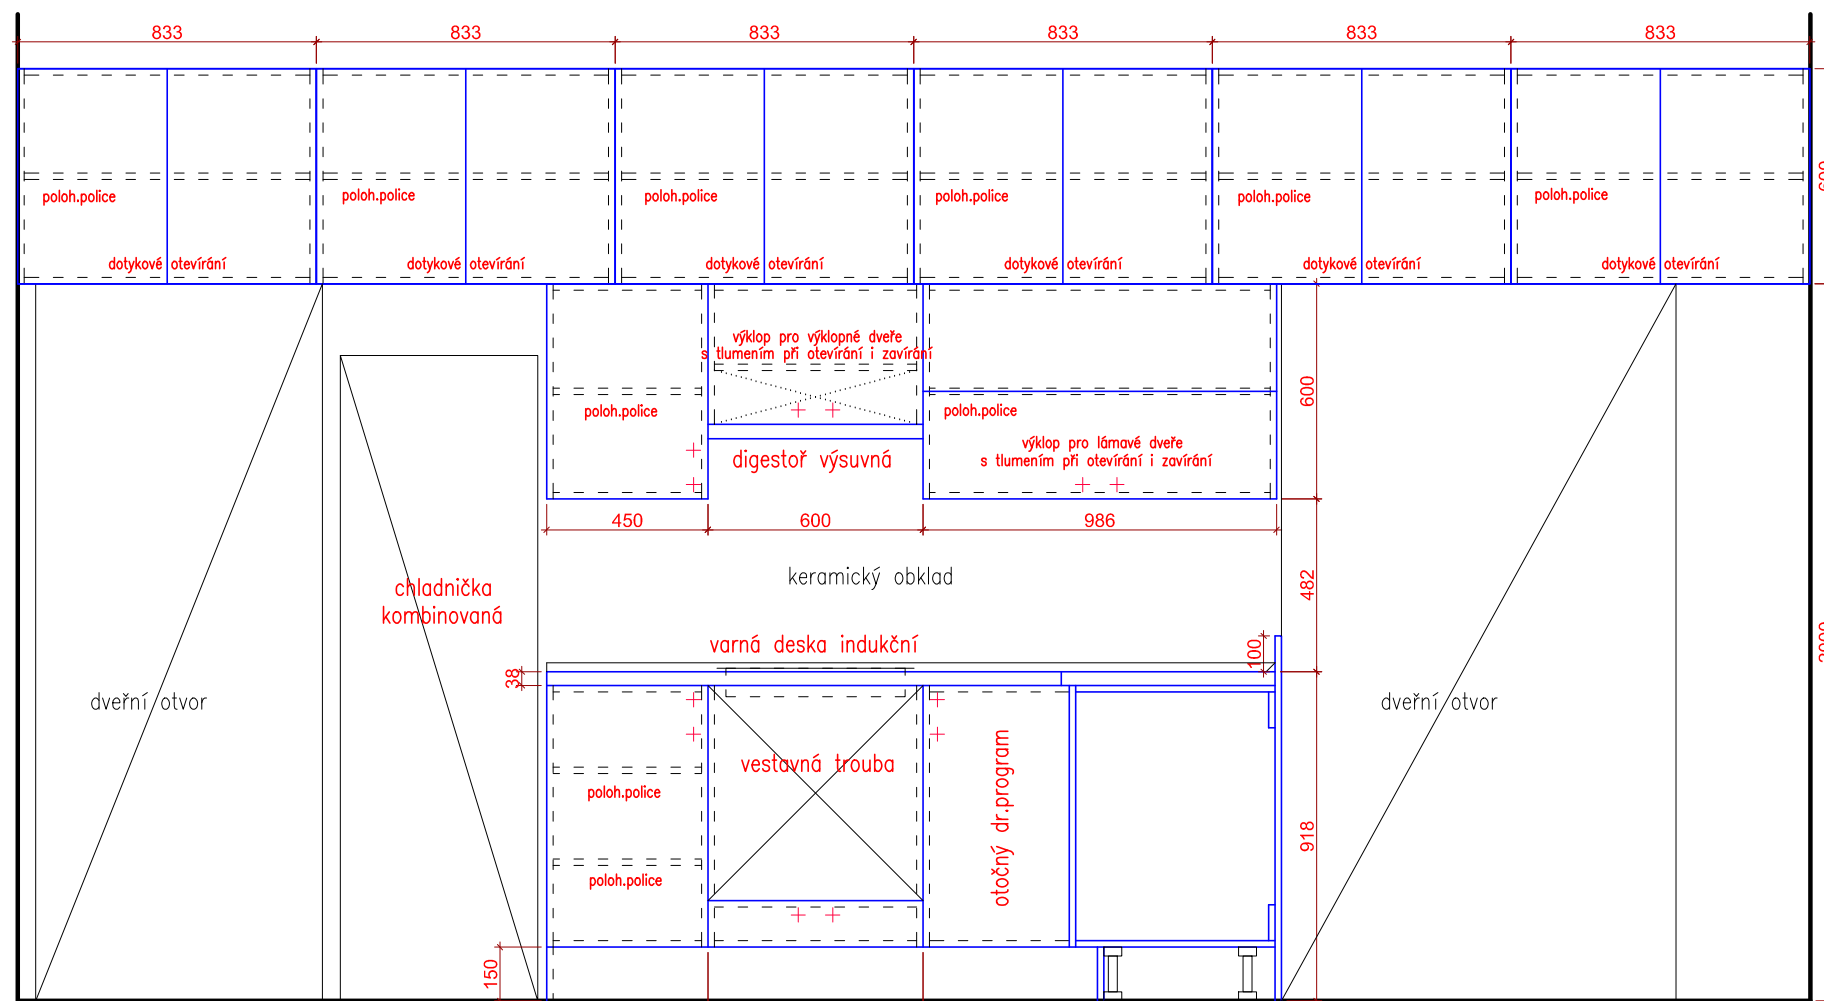 833 833 833 833 833 833
poloh.police poloh.police poloh.police poloh.police poloh.police poloh.police
dotykové otevírání dotykové otevírání dotykové otevírání dotykové otevírání dotykové otevírání dotykové otevírání
výklop pro výklopné dveře
s tlumením při otevírání i zavírání
poloh.police
poloh.police
600
výklop pro lámavé dveře
s tlumením při otevírání i zavírání
digestoř výsuvná
450 600 986
keramický obklad
482
chladnička
kombinovaná
varná deska indukční
100
38
dveřní otvor
dveřní otvor
vestavná trouba
poloh.police
otočný dr.program
918
poloh.police
150